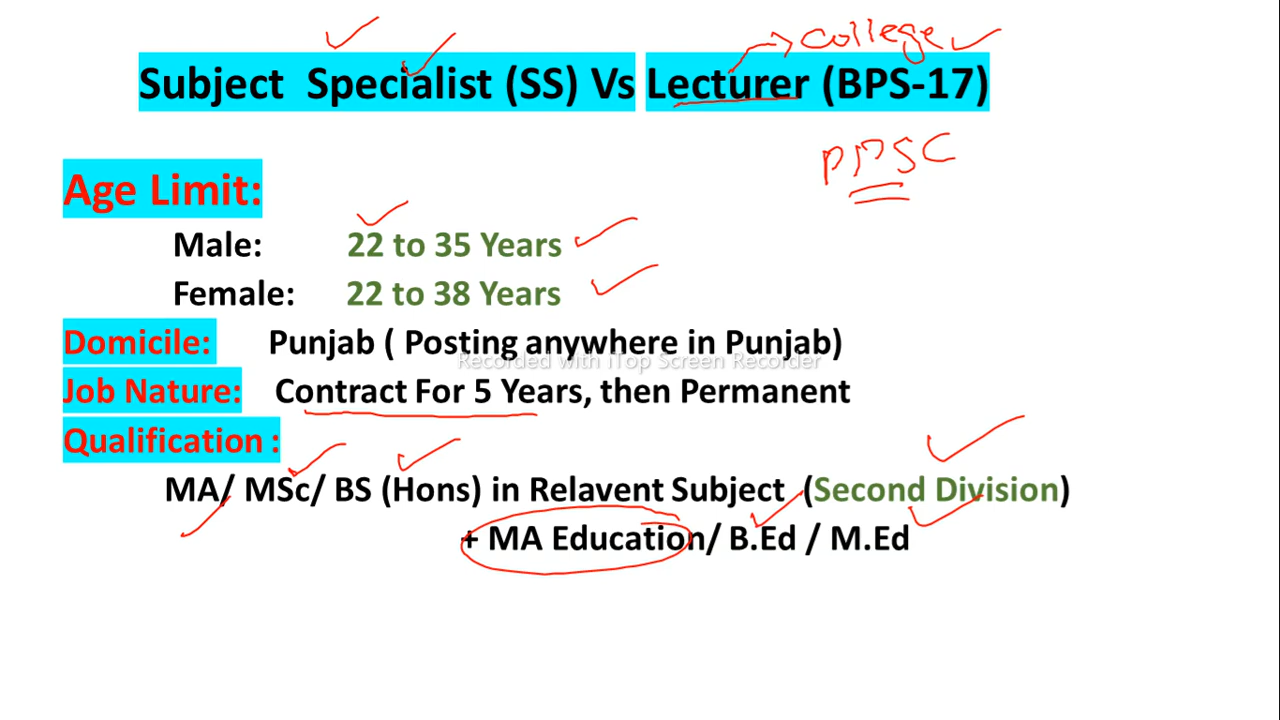 college
Subject Specialist (SS) Vs Lecturer (BPS-17)
PPSC
Age Limit:
Male: 22 to 35 Years
Female: 22 to 38 Years
Domicile: Punjab ( Posting anywhere in Punjab)
Recorded with iTop Screen Recorder
Job Nature: Contract For 5 Years, then Permanent
Qualification :
MA/ MSc/ BS (Hons) in Relavent Subject (Second Division)
+ MA Education/ B.Ed / M.Ed